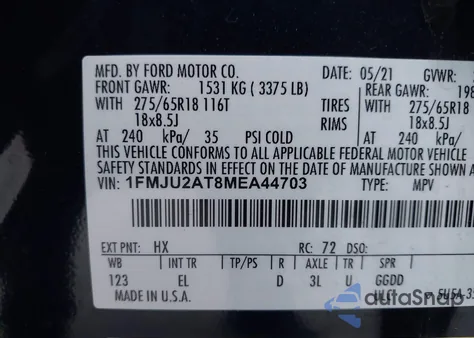 MFD. BY FORD MOTOR CO. DATE: 05/21 GVWR:
FRONT GAWR: 1531 KG ( 3375 LB) REAR GAWR: 198
WITH 275/65R18 116T TIRES WITH 275/65R18
18x8.5J RIMS 18x8.5J
AT 240 kPa/ 35 PSI COLD AT 240 kPa/
THIS VEHICLE CONFORMS TO ALL APPLICABLE FEDERAL MOTOR VEHICLE
SAFETY STANDARDS IN EFFECT ON THE DATE OF MANUFACTURE
VIN: 1FMJU2AT8MEA44703 TYPE: MPV
EXT PNT: HX RC: 72 DSO:
WB INT TR TP/PS R AXLE TR SPR
123 EL D 3L U GGDD
MADE IN U.S.A.
autoSnap